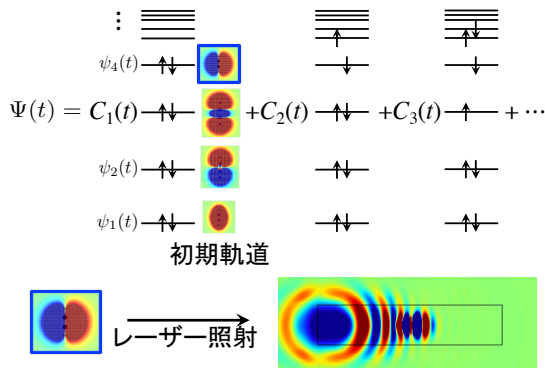 ⋮
ψ₄(t)
Ψ(t) = C₁(t) +C₂(t) +C₃(t) + ⋯
ψ₂(t)
ψ₁(t)
初期軌道
レーザー照射